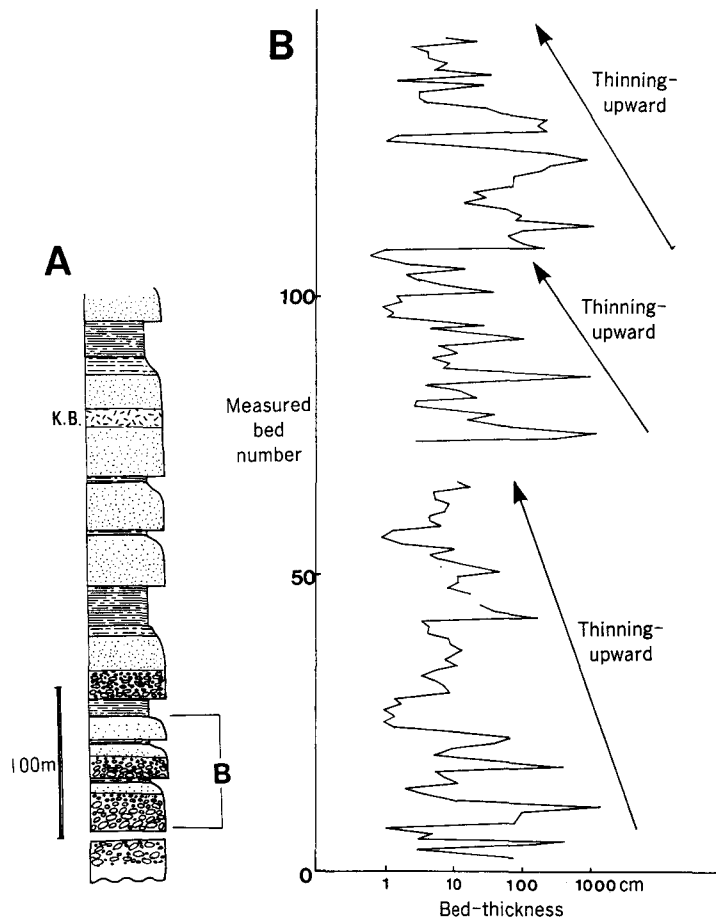 B
Thinning-
upward
A
100
Thinning-
upward
K.B.
Measured
bed
number
50
Thinning-
upward
100m
B
0
1 10 100 1000 cm
Bed-thickness